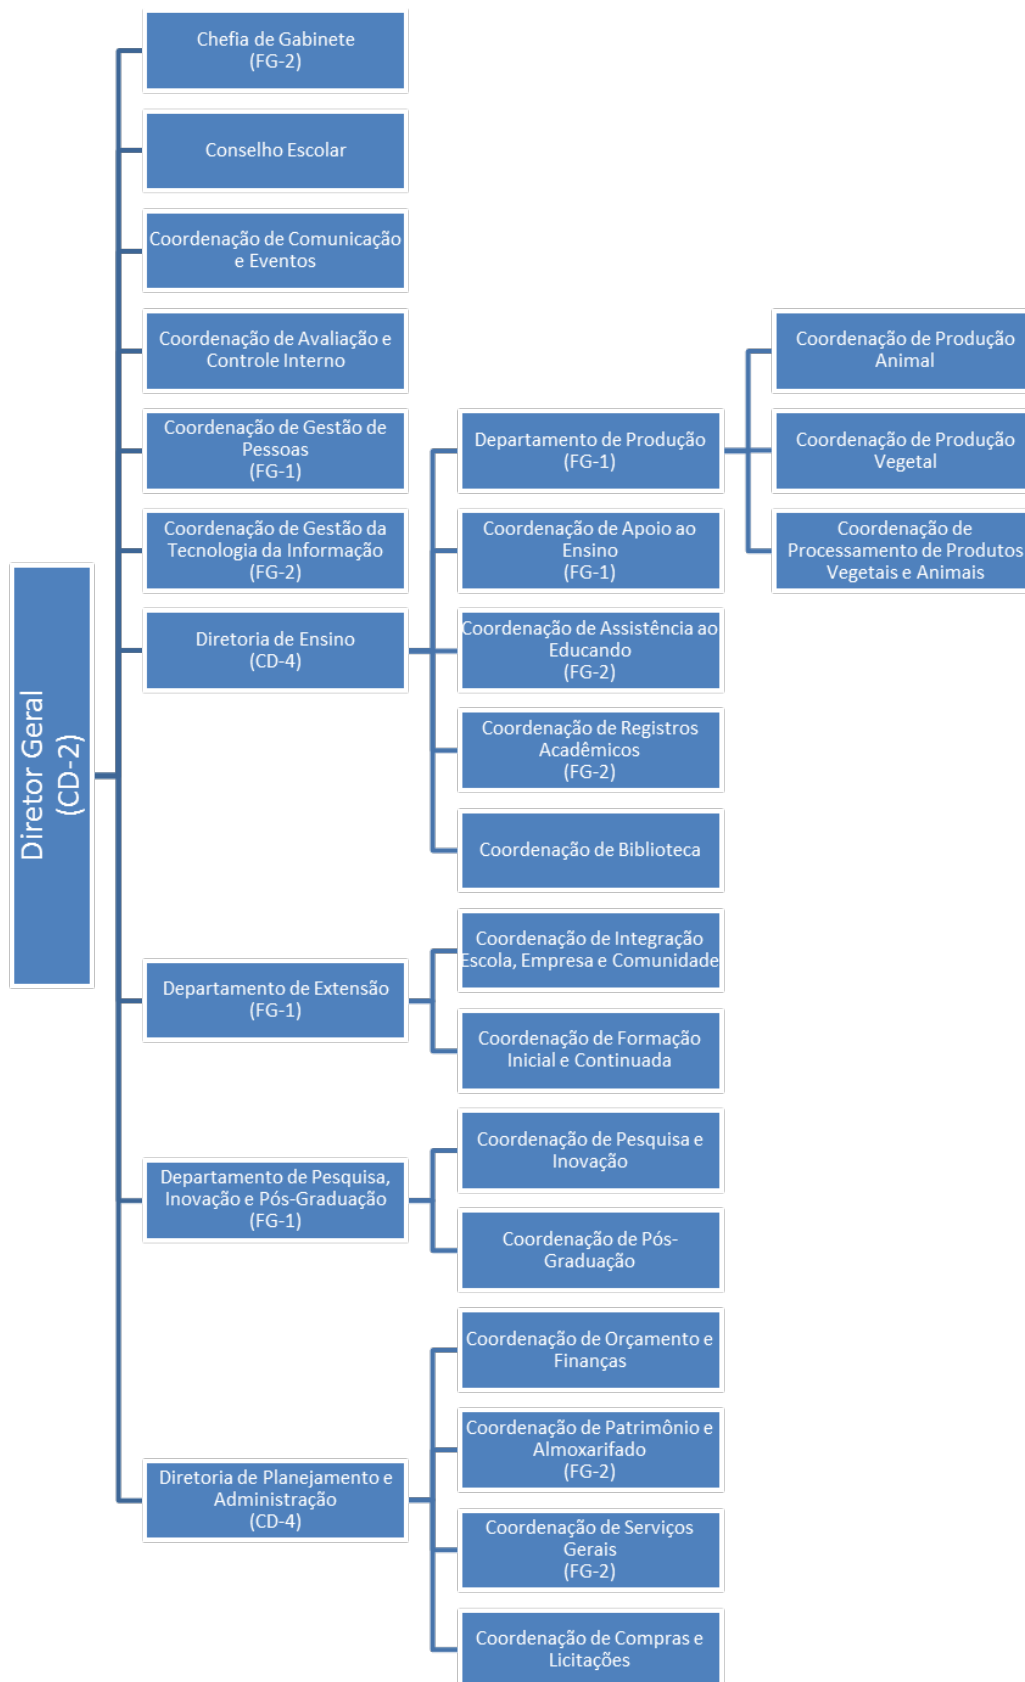 Diretor Geral
(CD-2)
Chefia de Gabinete
(FG-2)
Conselho Escolar
Coordenação de Comunicação
e Eventos
Coordenação de Avaliação e
Controle Interno
Coordenação de Gestão de
Pessoas
(FG-1)
Coordenação de Gestão da
Tecnologia da Informação
(FG-2)
Diretoria de Ensino
(CD-4)
Departamento de Produção
(FG-1)
Coordenação de Produção
Animal
Coordenação de Produção
Vegetal
Coordenação de
Processamento de Produtos
Vegetais e Animais
Coordenação de Apoio ao
Ensino
(FG-1)
Coordenação de Assistência ao
Educando
(FG-2)
Coordenação de Registros
Acadêmicos
(FG-2)
Coordenação de Biblioteca
Departamento de Extensão
(FG-1)
Coordenação de Integração
Escola, Empresa e Comunidade
Coordenação de Formação
Inicial e Continuada
Departamento de Pesquisa,
Inovação e Pós-Graduação
(FG-1)
Coordenação de Pesquisa e
Inovação
Coordenação de Pós-
Graduação
Diretoria de Planejamento e
Administração
(CD-4)
Coordenação de Orçamento e
Finanças
Coordenação de Patrimônio e
Almoxarifado
(FG-2)
Coordenação de Serviços
Gerais
(FG-2)
Coordenação de Compras e
Licitações